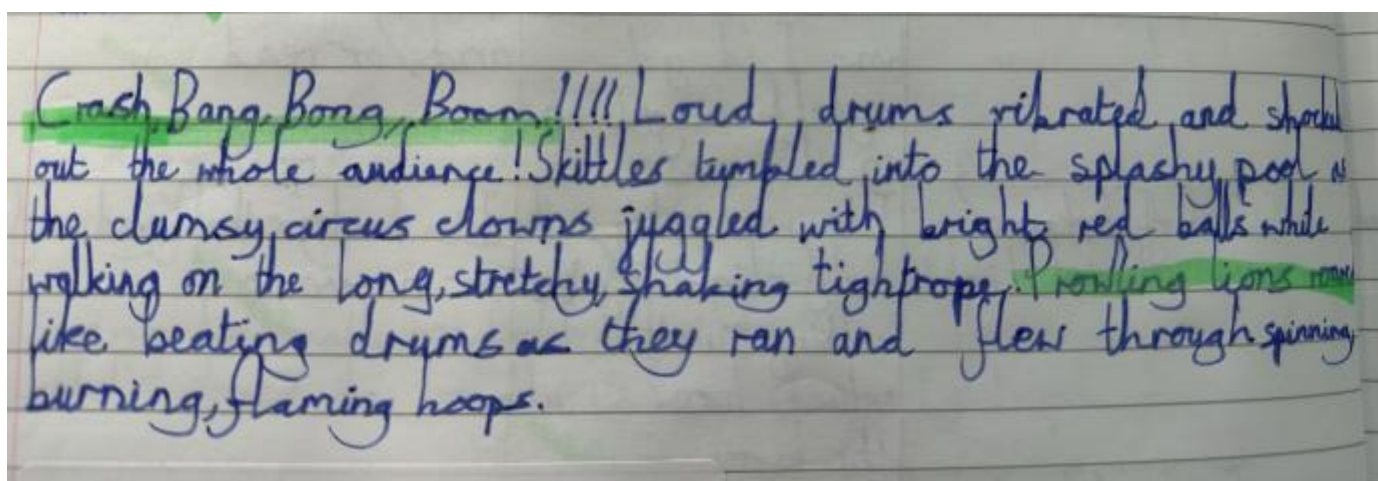 Crash, Bang, Bong, Boom!!!! Loud, drums vibrated and shocked
out the whole audience! Skittles tumbled into the splashy pool as
the clumsy, circus clowns juggled with bright red balls while
walking on the long, stretchy, shaking tightrope. Prowling lions
like beating drums as they ran and flew through spinning,
burning, flaming hoops.